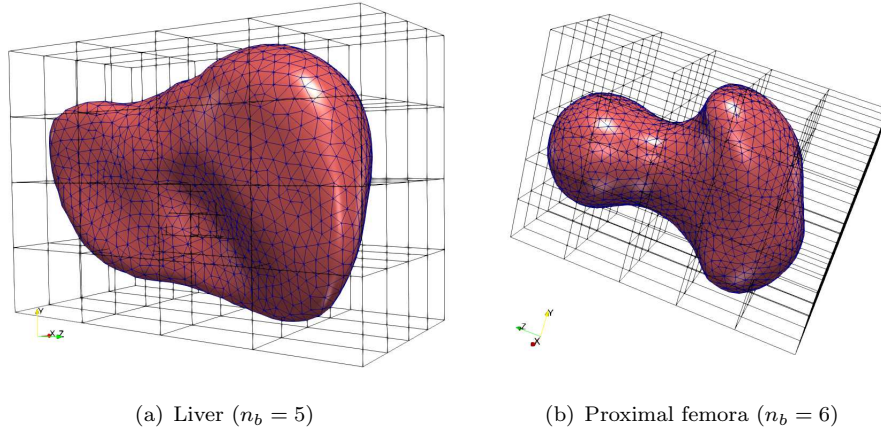 Y
X Z
Y
Z
X
(a) Liver (n_b = 5)
(b) Proximal femora (n_b = 6)